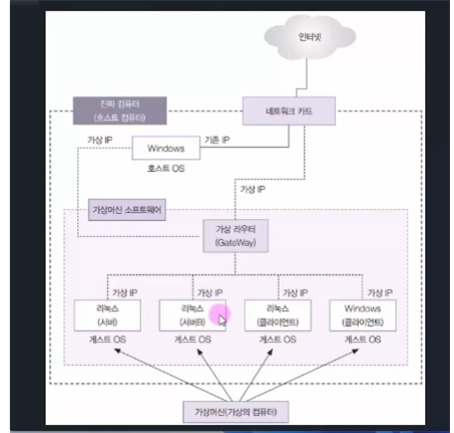 인터넷
진짜 컴퓨터
(호스트 컴퓨터)
네트워크 카드
가상 IP
기존 IP
Windows
호스트 OS
가상 IP
가상머신 소프트웨어
가상 라우터
(GateWay)
가상 IP
가상 IP
가상 IP
가상 IP
리눅스
(서버)
리눅스
(서버B)
리눅스
(클라이언트)
Windows
(클라이언트)
게스트 OS
게스트 OS
게스트 OS
게스트 OS
가상머신(가상의 컴퓨터)